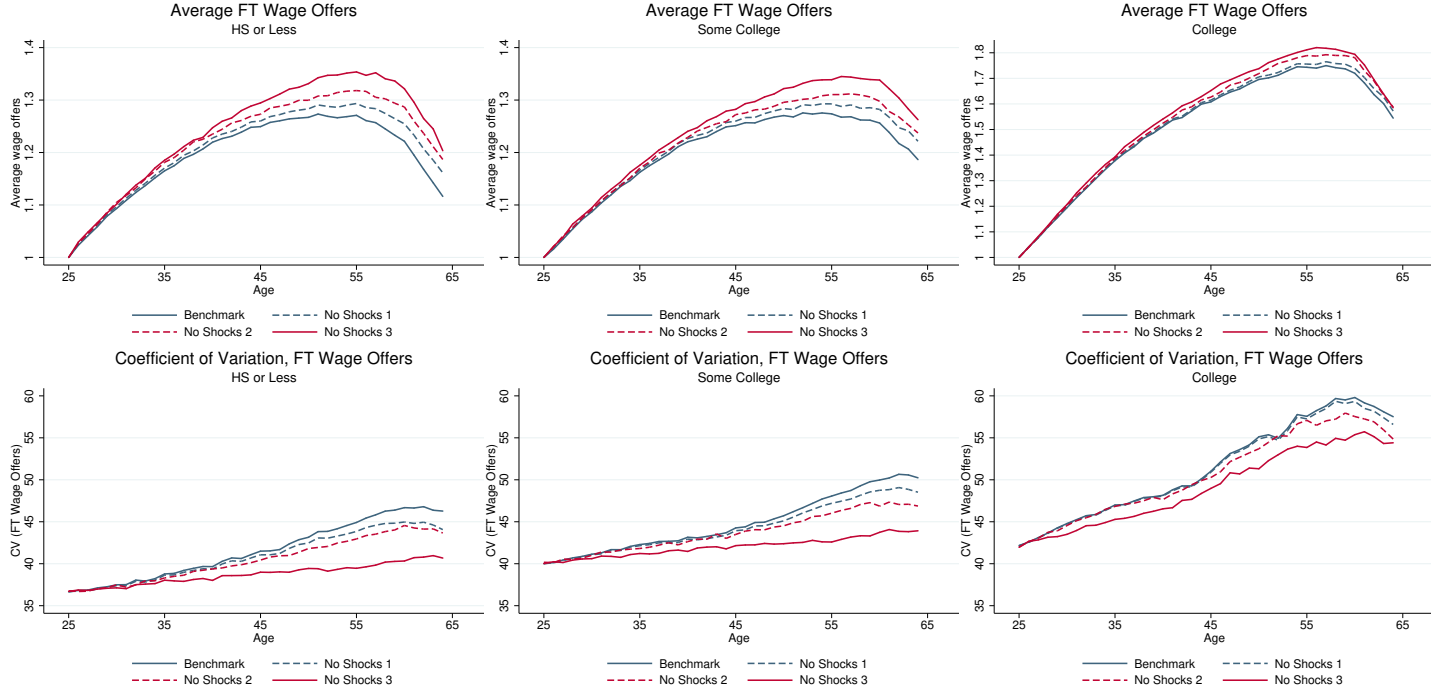 Average FT Wage Offers
HS or Less
Average wage offers
1.4
1.3
1.2
1.1
1
25 35 45 55 65
Age
Benchmark No Shocks 1
No Shocks 2 No Shocks 3
Average FT Wage Offers
Some College
Average wage offers
1.4
1.3
1.2
1.1
1
25 35 45 55 65
Age
Benchmark No Shocks 1
No Shocks 2 No Shocks 3
Average FT Wage Offers
College
Average wage offers
1.8
1.7
1.6
1.5
1.4
1.3
1.2
1.1
1
25 35 45 55 65
Age
Benchmark No Shocks 1
No Shocks 2 No Shocks 3
Coefficient of Variation, FT Wage Offers
HS or Less
CV (FT Wage Offers)
60
55
50
45
40
35
25 35 45 55 65
Age
Benchmark No Shocks 1
No Shocks 2 No Shocks 3
Coefficient of Variation, FT Wage Offers
Some College
CV (FT Wage Offers)
60
55
50
45
40
35
25 35 45 55 65
Age
Benchmark No Shocks 1
No Shocks 2 No Shocks 3
Coefficient of Variation, FT Wage Offers
College
CV (FT Wage Offers)
60
55
50
45
40
35
25 35 45 55 65
Age
Benchmark No Shocks 1
No Shocks 2 No Shocks 3